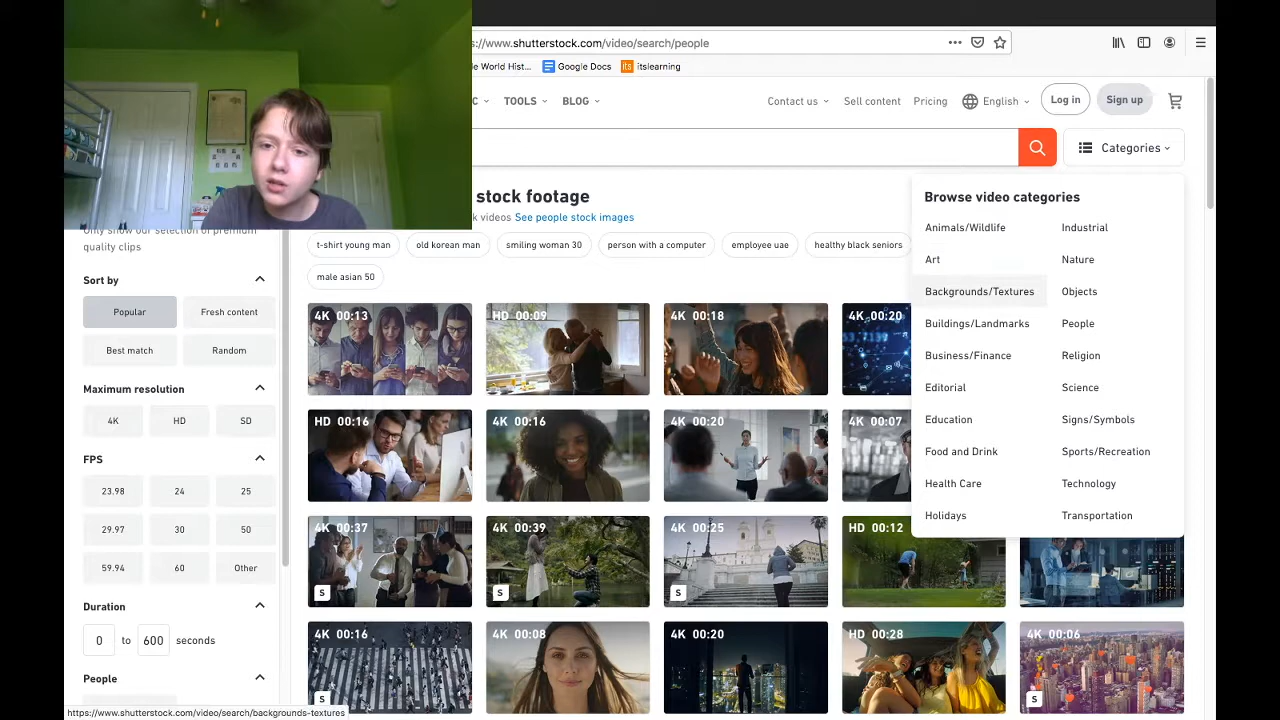 s://www.shutterstock.com/video/search/people
le World Hist... Google Docs its itslearning
C TOOLS BLOG Contact us Sell content Pricing English Log in Sign up
Categories
stock footage
k videos See people stock images
Only show our selection of premium
quality clips
t-shirt young man old korean man smiling woman 30 person with a computer employee uae healthy black seniors
male asian 50
Sort by
Popular Fresh content
Best match Random
Maximum resolution
4K HD SD
FPS
23.98 24 25
29.97 30 50
59.94 60 Other
Duration
0 to 600 seconds
People
4K 00:13 HD 00:09 4K 00:18 4K 00:20
HD 00:16 4K 00:16 4K 00:20 4K 00:07
4K 00:37 4K 00:39 4K 00:25 HD 00:12
S S S
4K 00:16 4K 00:08 4K 00:20 HD 00:28 4K 00:06
S S
Browse video categories
Animals/Wildlife Industrial
Art Nature
Backgrounds/Textures Objects
Buildings/Landmarks People
Business/Finance Religion
Editorial Science
Education Signs/Symbols
Food and Drink Sports/Recreation
Health Care Technology
Holidays Transportation
https://www.shutterstock.com/video/search/backgrounds-textures